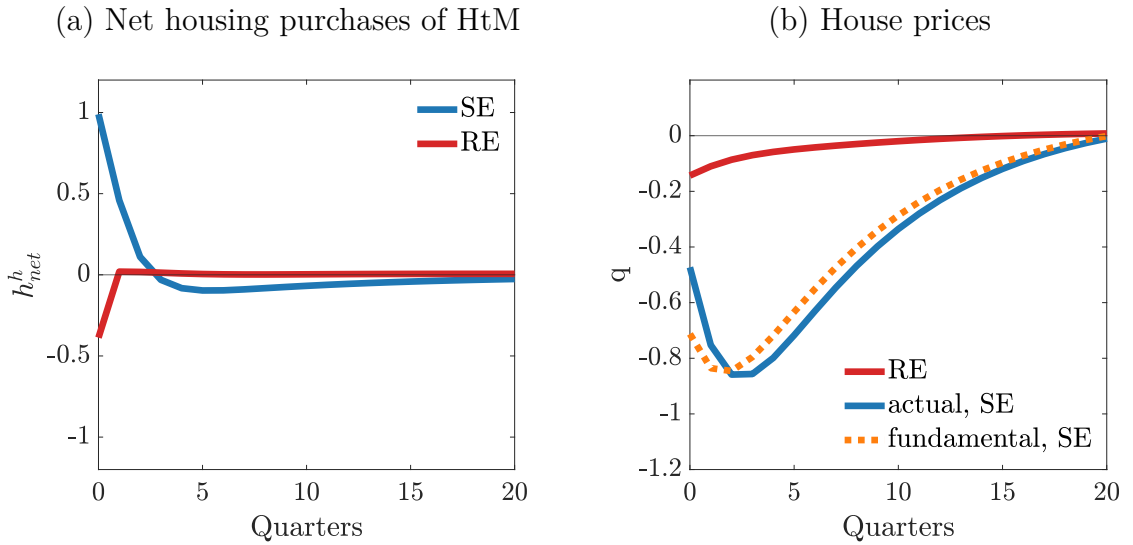 (a) Net housing purchases of HtM
1
0.5
0
-0.5
-1
h^h_net
SE
RE
0 5 10 15 20
Quarters
(b) House prices
0
-0.2
-0.4
-0.6
-0.8
-1
-1.2
q
RE
actual, SE
fundamental, SE
0 5 10 15 20
Quarters